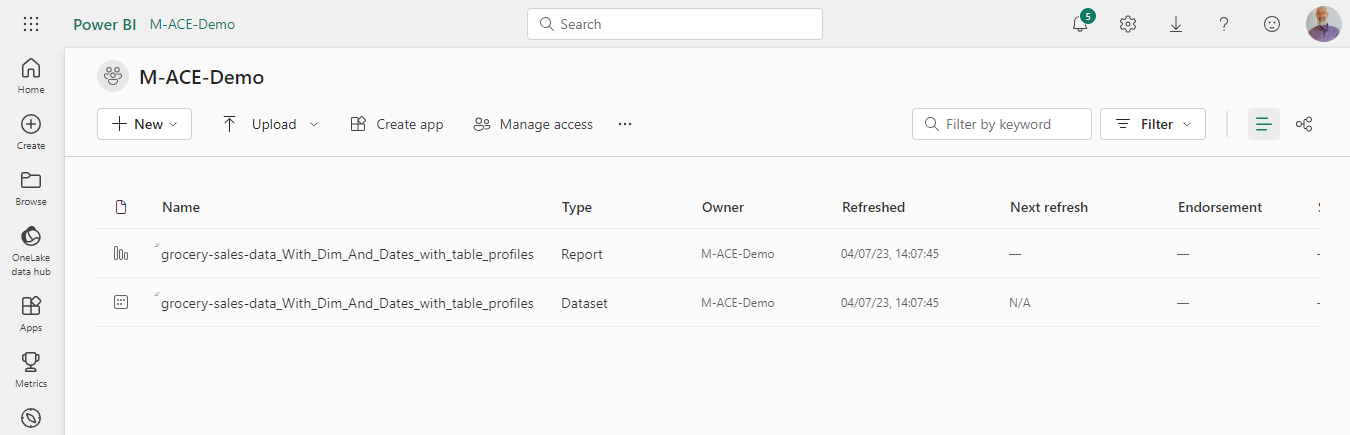 Power BI M-ACE-Demo Search 5 ?
Home
Create
Browse
OneLake
data hub
Apps
Metrics
M-ACE-Demo
New Upload Create app Manage access ... Filter by keyword Filter
Name Type Owner Refreshed Next refresh Endorsement
grocery-sales-data_With_Dim_And_Dates_with_table_profiles Report M-ACE-Demo 04/07/23, 14:07:45 — —
grocery-sales-data_With_Dim_And_Dates_with_table_profiles Dataset M-ACE-Demo 04/07/23, 14:07:45 N/A —